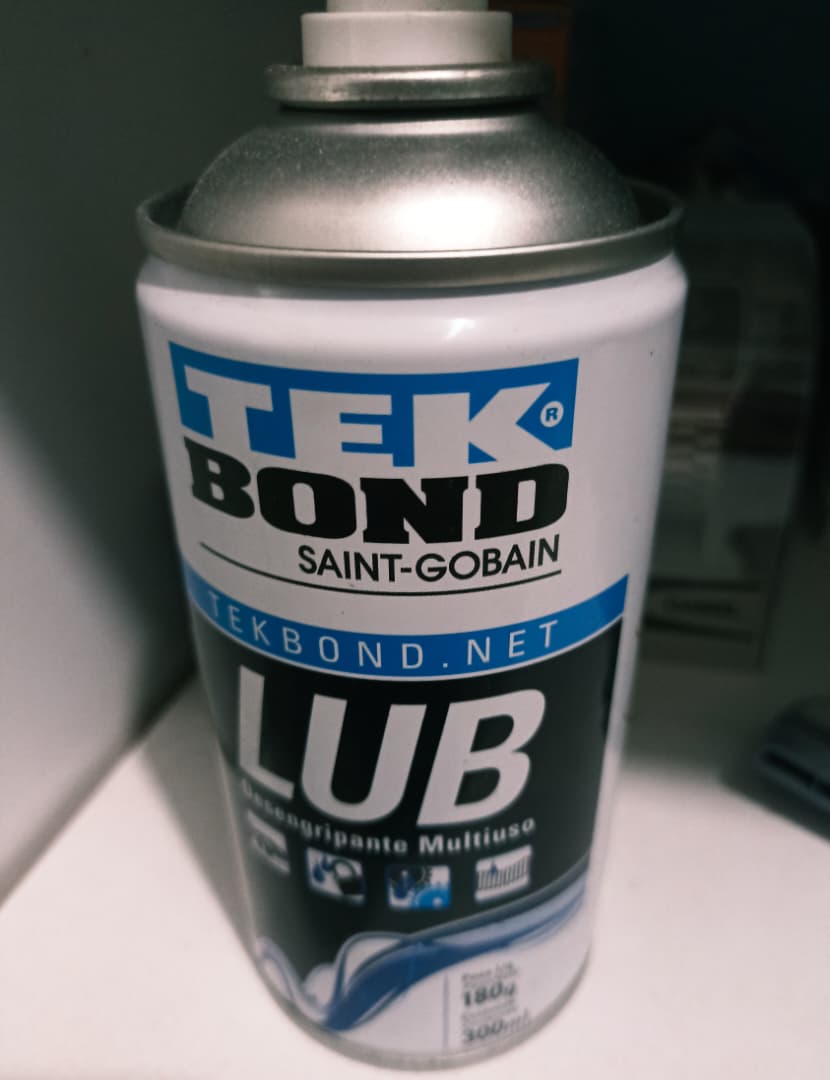 TEK®
BOND
SAINT-GOBAIN
TEKBOND.NET
LUB
Desengripante Multiuso
180g
300ml